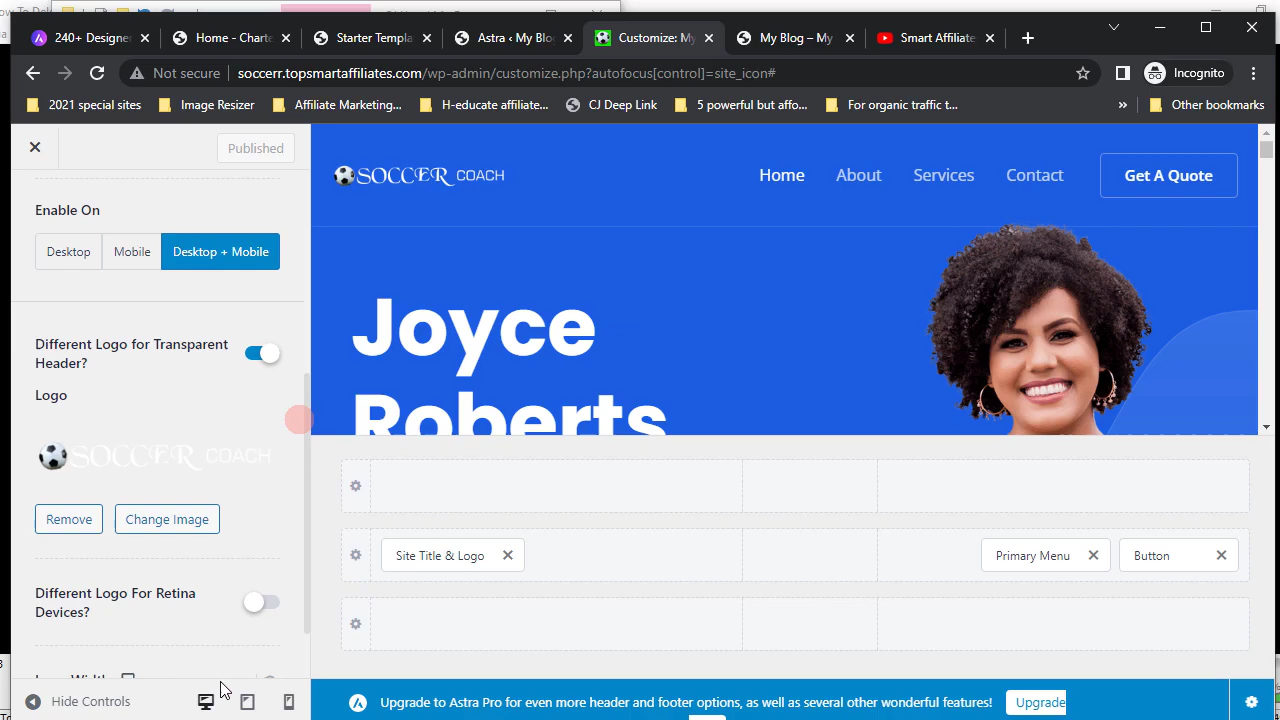 240+ Designer
Home - Charte
Starter Templa
Astra ‹ My Blo
Customize: My
My Blog – My
Smart Affiliate
Not secure
soccerr.topsmartaffiliates.com/wp-admin/customize.php?autofocus[control]=site_icon#
Incognito
2021 special sites
Image Resizer
Affiliate Marketing...
H-educate affiliate...
CJ Deep Link
5 powerful but affo...
For organic traffic t...
»
Other bookmarks
Published
SOCCER COACH
Home
About
Services
Contact
Get A Quote
Enable On
Desktop
Mobile
Desktop + Mobile
Joyce
Roberts
Different Logo for Transparent
Header?
Logo
SOCCER COACH
Remove
Change Image
Site Title & Logo
Primary Menu
Button
Different Logo For Retina
Devices?
Logo Width
Hide Controls
Upgrade to Astra Pro for even more header and footer options, as well as several other wonderful features!
Upgrade